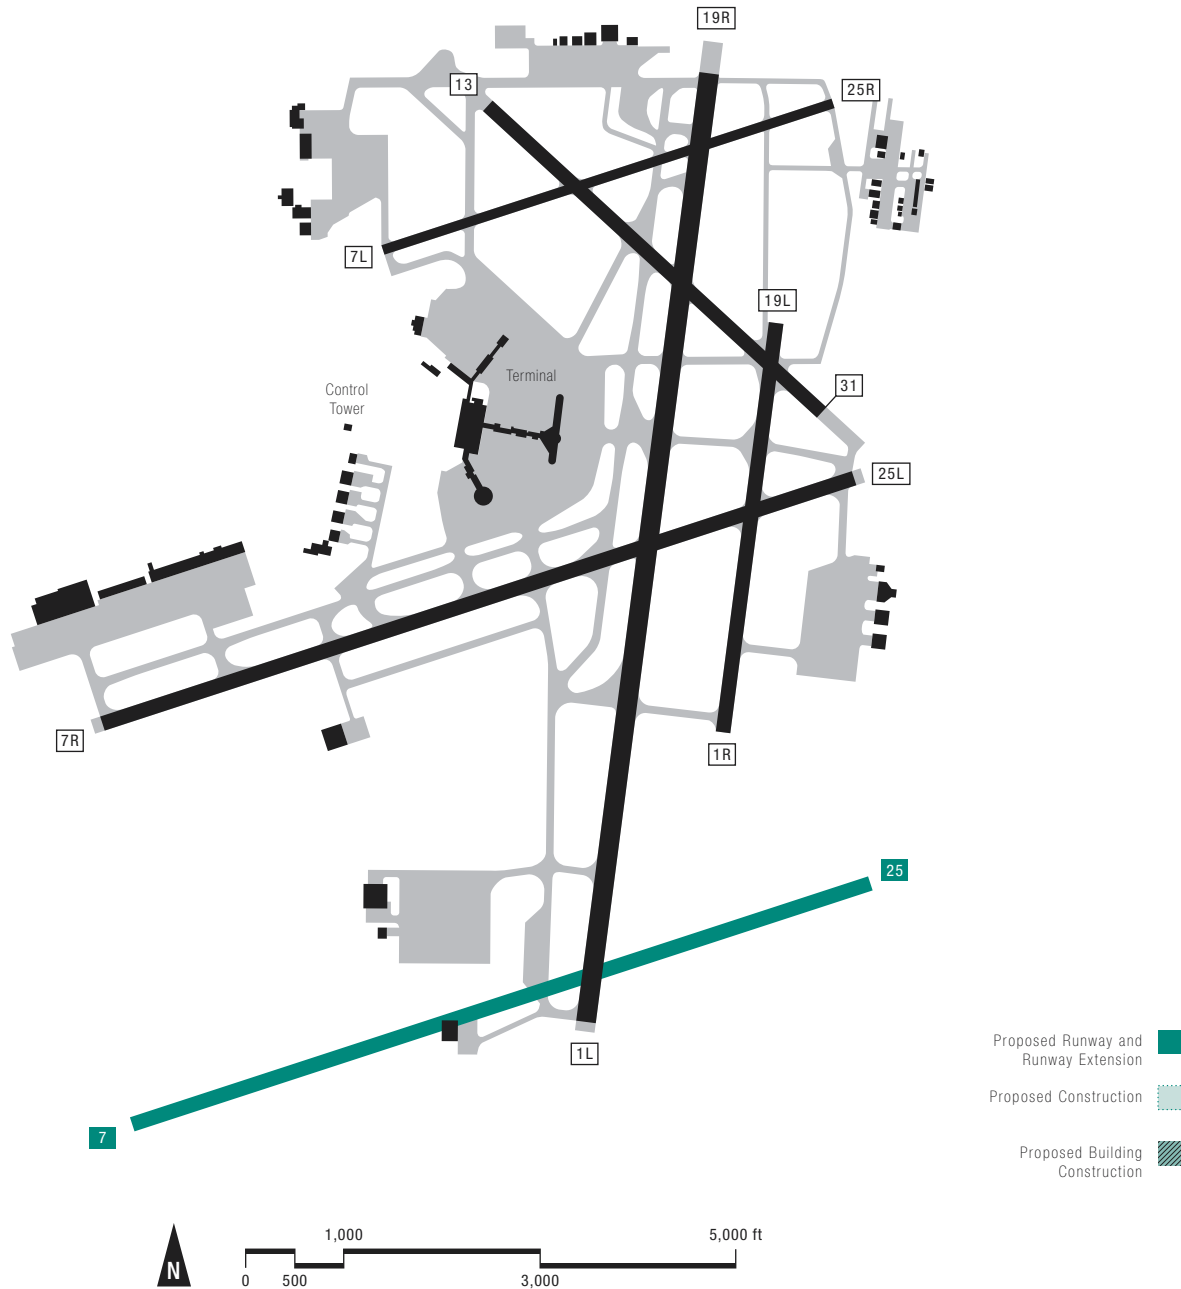 19R
13
25R
7L
19L
Terminal
31
Control
Tower
25L
7R
1R
25
1L
Proposed Runway and
Runway Extension
Proposed Construction
7
Proposed Building
Construction
N
1,000
5,000 ft
0
500
3,000